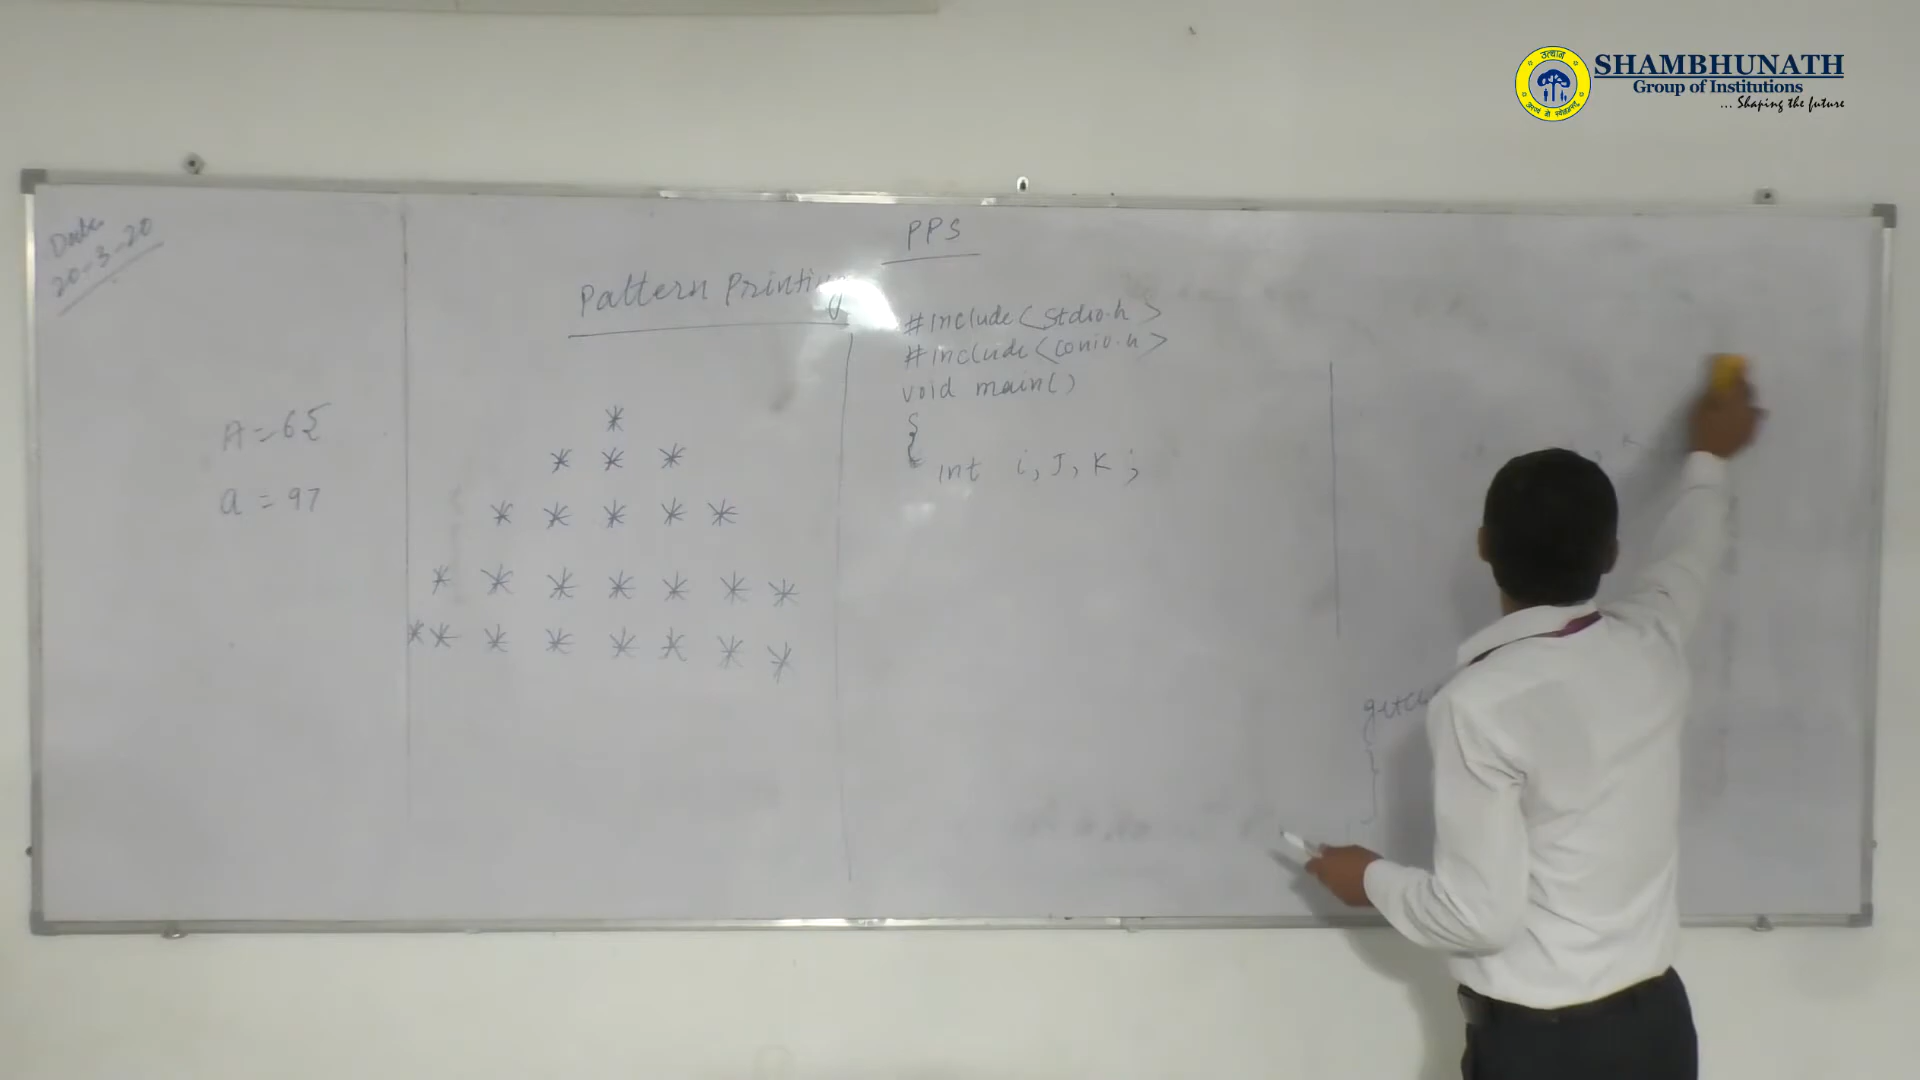 उत्थान
SHAMBHUNATH
Group of Institutions
... Shaping the future
Date
20-3-20
PPS
Pattern Printing
A = 65
a = 97
*
* * *
* * * * *
* * * * * * *
* * * * * * * *
#include <stdio.h>
#include <conio.h>
void main()
{
int i, J, K ;
}